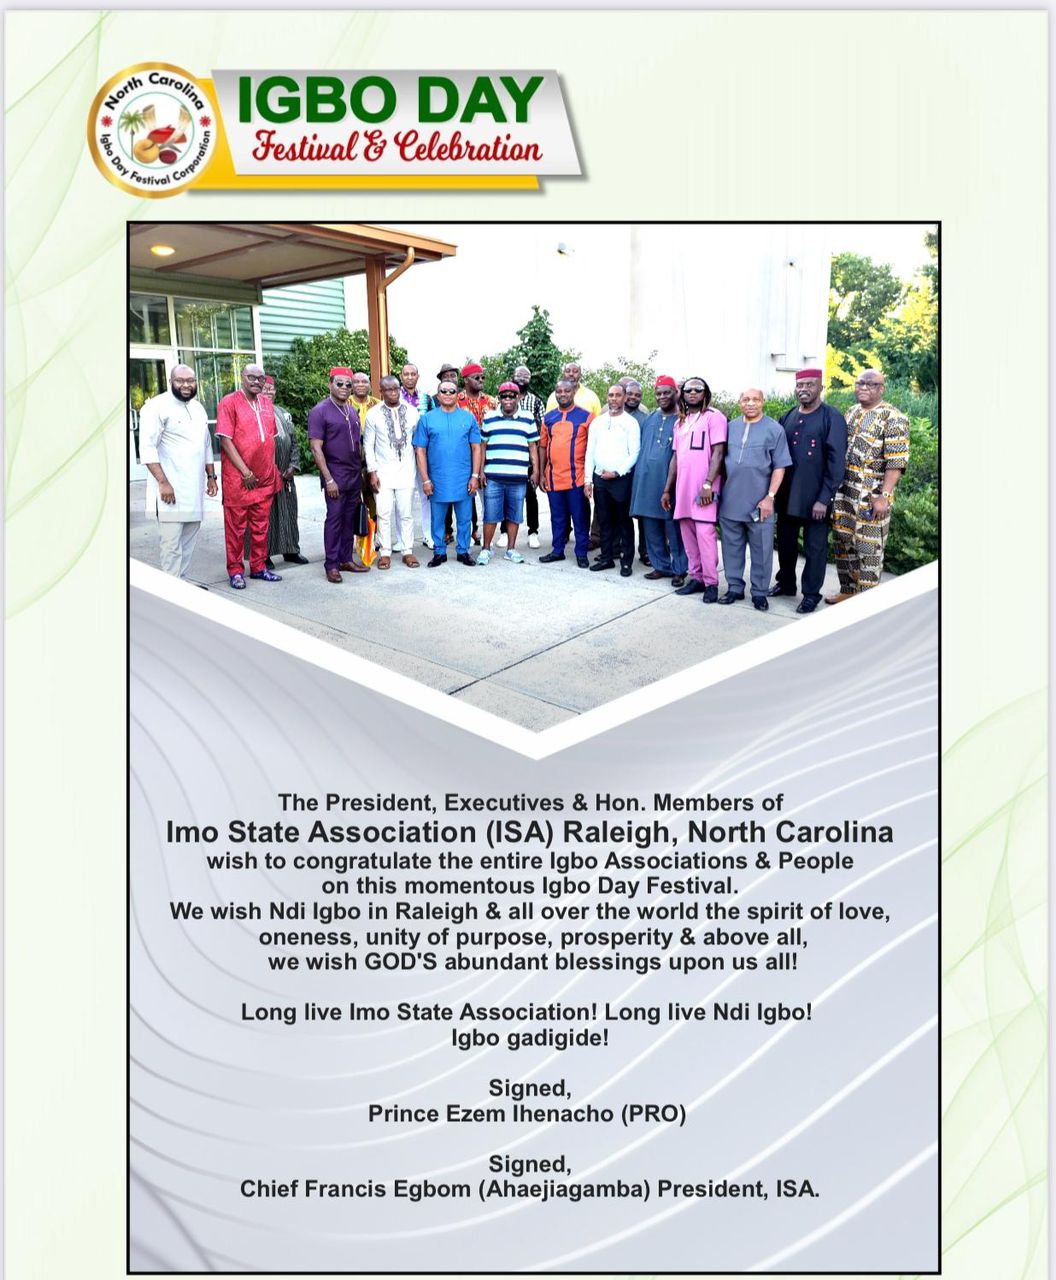 North Carolina
Igbo Day Festival Corporation
IGBO DAY
Festival & Celebration
The President, Executives & Hon. Members of
Imo State Association (ISA) Raleigh, North Carolina
wish to congratulate the entire Igbo Associations & People
on this momentous Igbo Day Festival.
We wish Ndi Igbo in Raleigh & all over the world the spirit of love,
oneness, unity of purpose, prosperity & above all,
we wish GOD'S abundant blessings upon us all!
Long live Imo State Association! Long live Ndi Igbo!
Igbo gadigide!
Signed,
Prince Ezem Ihenacho (PRO)
Signed,
Chief Francis Egbom (Ahaejiagamba) President, ISA.